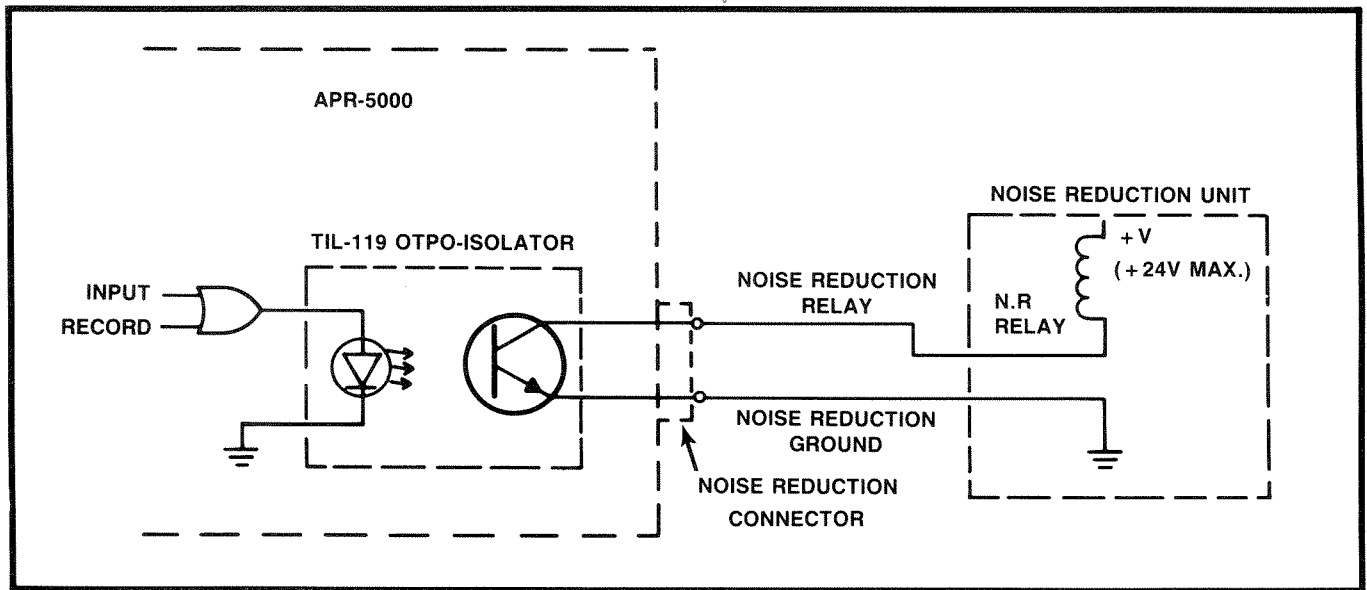 APR-5000
NOISE REDUCTION UNIT
+V
(+24V MAX.)
TIL-119 OTPO-ISOLATOR
NOISE REDUCTION
RELAY
INPUT
RECORD
N.R
RELAY
NOISE REDUCTION
GROUND
NOISE REDUCTION
CONNECTOR